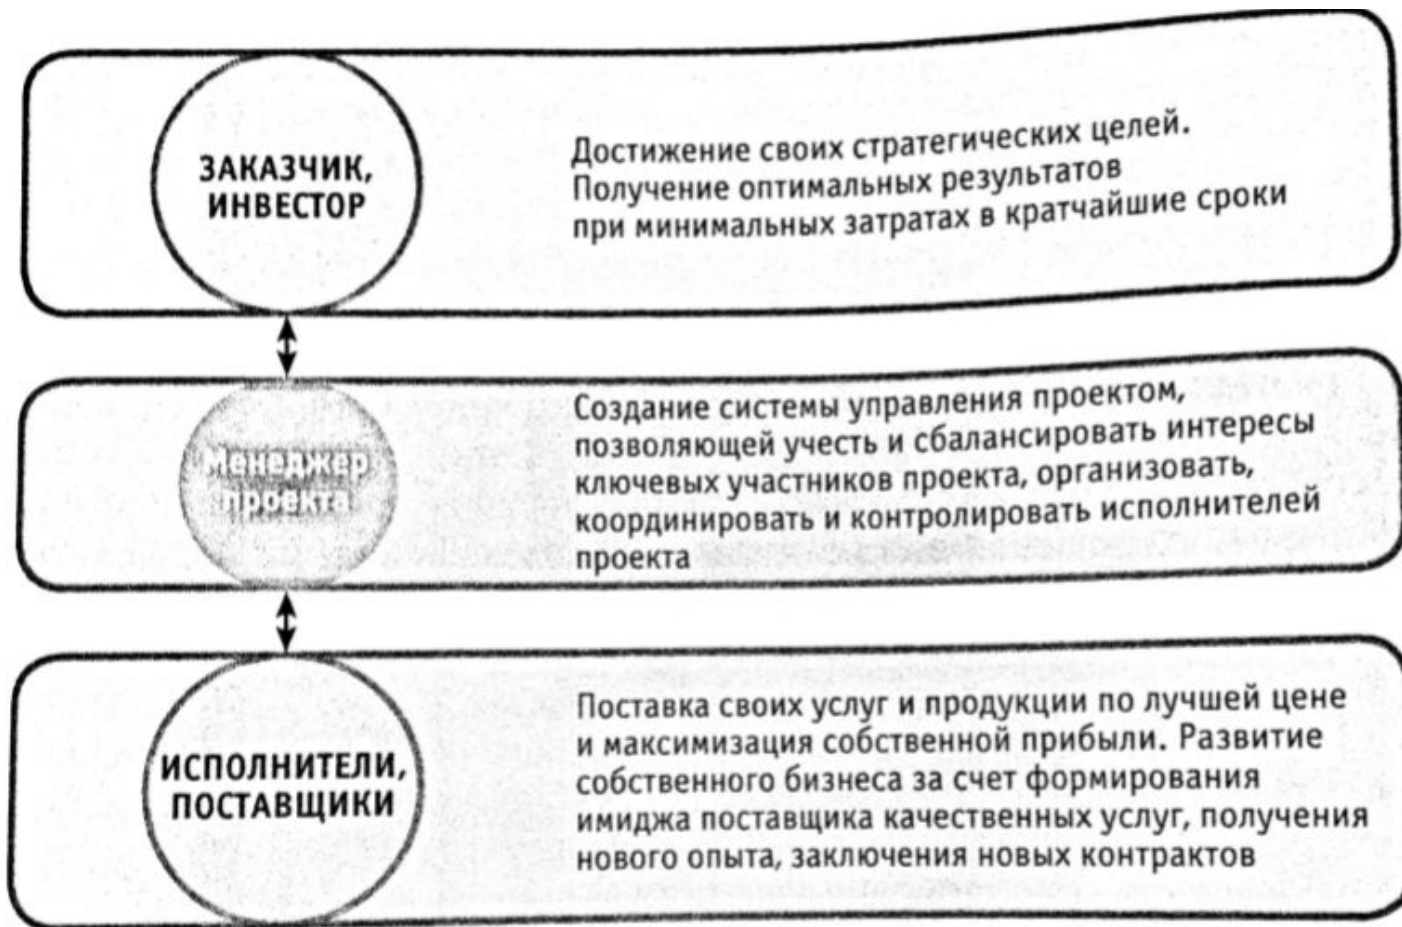 ЗАКАЗЧИК,
ИНВЕСТОР
Достижение своих стратегических целей.
Получение оптимальных результатов
при минимальных затратах в кратчайшие сроки
Менеджер
проекта
Создание системы управления проектом,
позволяющей учесть и сбалансировать интересы
ключевых участников проекта, организовать,
координировать и контролировать исполнителей
проекта
ИСПОЛНИТЕЛИ,
ПОСТАВЩИКИ
Поставка своих услуг и продукции по лучшей цене
и максимизация собственной прибыли. Развитие
собственного бизнеса за счет формирования
имиджа поставщика качественных услуг, получения
нового опыта, заключения новых контрактов